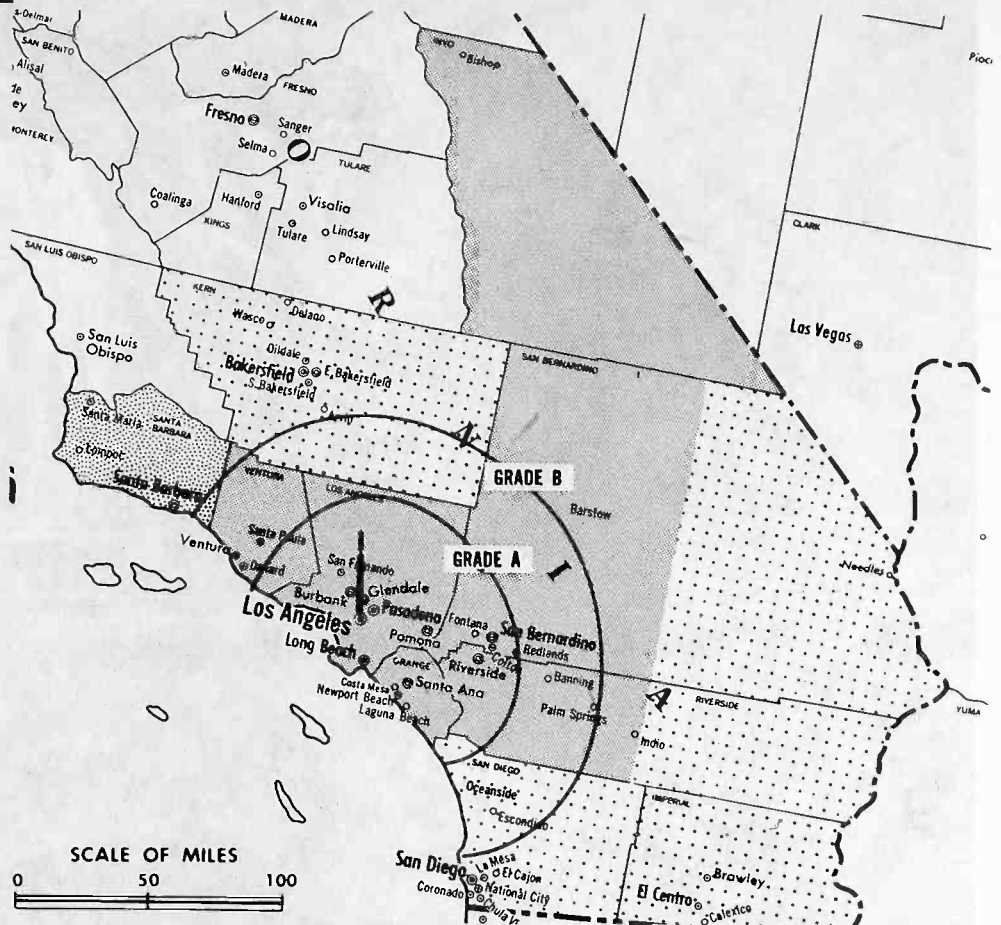 MADERA
SAN BENITO
Alisal
INYO
Bishop
Madera
FRESNO
Fresno
Sanger
MONTEREY
Selma
O
TULARE
Coalinga
Hanford
Visalia
KINGS
Tulare
Lindsay
Porterville
CLARK
SAN LUIS OBISPO
KERN
R
Delano
Wasco
Las Vegas
San Luis
Obispo
Oildale
Bakersfield
E. Bakersfield
S. Bakersfield
SAN BERNARDINO
Arvin
Santa Maria
SANTA
BARBARA
N
Lompoc
GRADE B
VENTURA
LOS ANGELES
Santa Barbara
Barstow
Santa Paula
Ventura
GRADE A
I
San Fernando
Needles
Burbank
Glendale
Los Angeles
Pasadena
Fontana
San Bernardino
Pomona
Colton
Redlands
Long Beach
ORANGE
Riverside
Banning
Costa Mesa
Santa Ana
Newport Beach
Laguna Beach
Palm Springs
A
RIVERSIDE
YUMA
Indio
SAN DIEGO
Oceanside
IMPERIAL
Escondido
SCALE OF MILES
0 50 100
San Diego
La Mesa
El Cajon
Coronado
National City
Chula Vi
Brawley
El Centro
Calexico